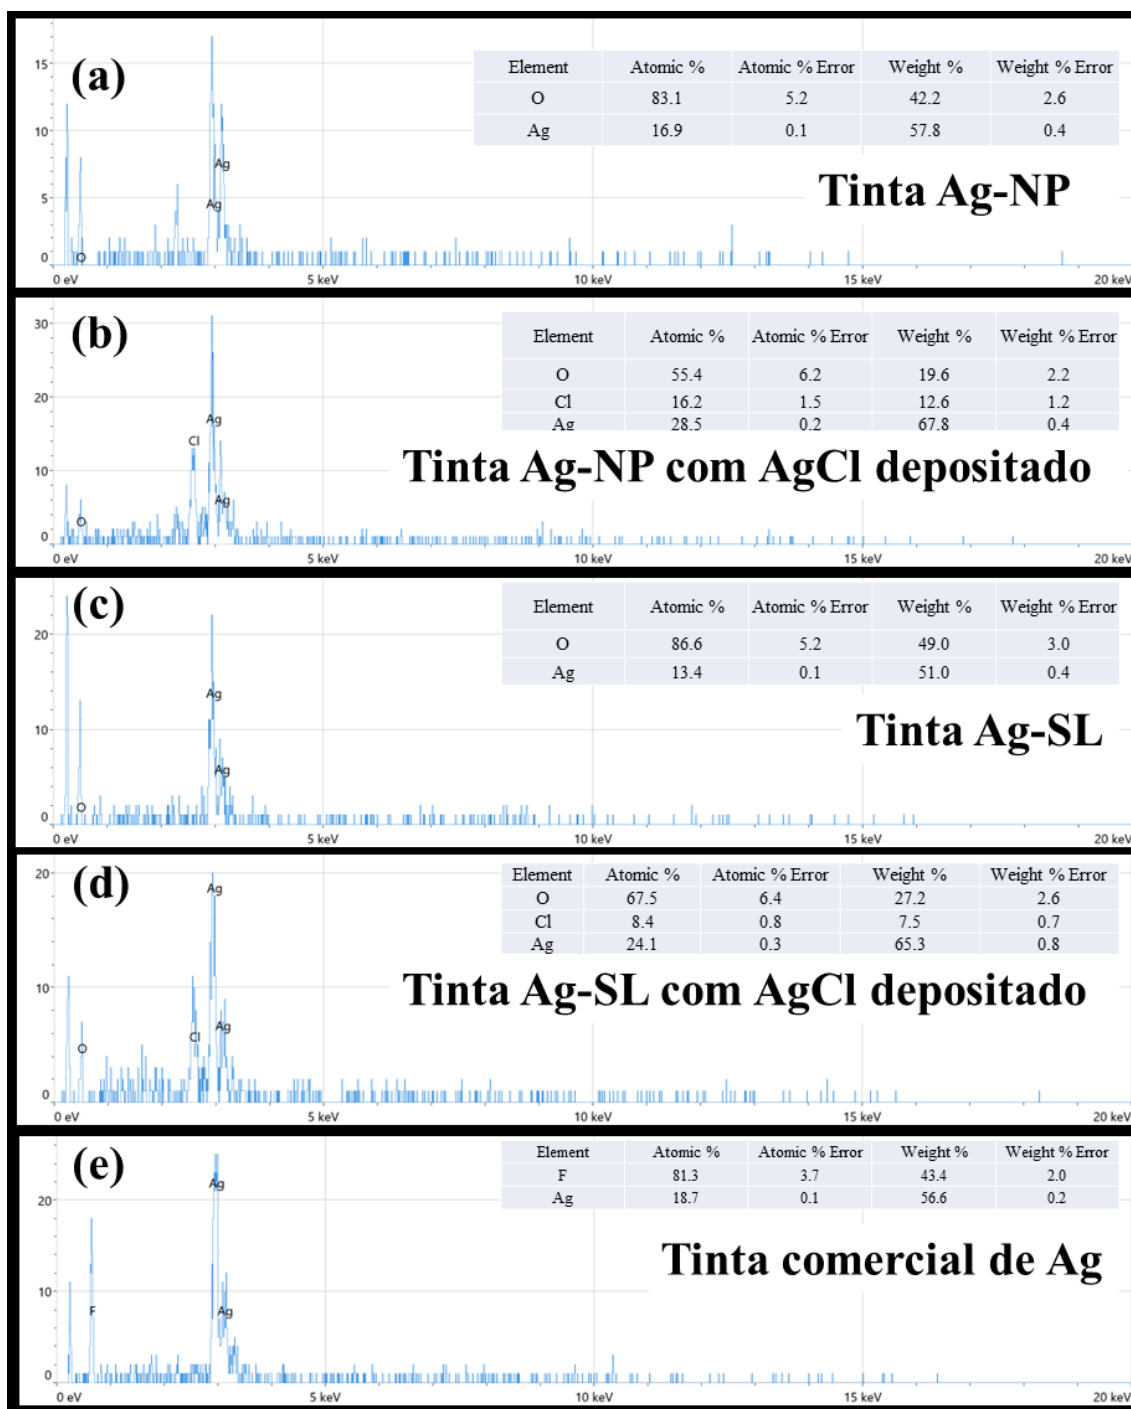 (a)
15
10
5
0
Element Atomic % Atomic % Error Weight % Weight % Error
O 83.1 5.2 42.2 2.6
Ag 16.9 0.1 57.8 0.4
Tinta Ag-NP
Ag
Ag
O
0 eV 5 keV 10 keV 15 keV 20 keV
(b)
30
20
10
0
Element Atomic % Atomic % Error Weight % Weight % Error
O 55.4 6.2 19.6 2.2
Cl 16.2 1.5 12.6 1.2
Ag 28.5 0.2 67.8 0.4
Tinta Ag-NP com AgCl depositado
Ag
Cl
Ag
O
0 eV 5 keV 10 keV 15 keV 20 keV
(c)
20
10
0
Element Atomic % Atomic % Error Weight % Weight % Error
O 86.6 5.2 49.0 3.0
Ag 13.4 0.1 51.0 0.4
Tinta Ag-SL
Ag
Ag
O
0 eV 5 keV 10 keV 15 keV 20 keV
(d)
20
10
0
Element Atomic % Atomic % Error Weight % Weight % Error
O 67.5 6.4 27.2 2.6
Cl 8.4 0.8 7.5 0.7
Ag 24.1 0.3 65.3 0.8
Tinta Ag-SL com AgCl depositado
Ag
Ag
Cl
O
0 eV 5 keV 10 keV 15 keV 20 keV
(e)
20
10
0
Element Atomic % Atomic % Error Weight % Weight % Error
F 81.3 3.7 43.4 2.0
Ag 18.7 0.1 56.6 0.2
Tinta comercial de Ag
Ag
F
Ag
0 eV 5 keV 10 keV 15 keV 20 keV